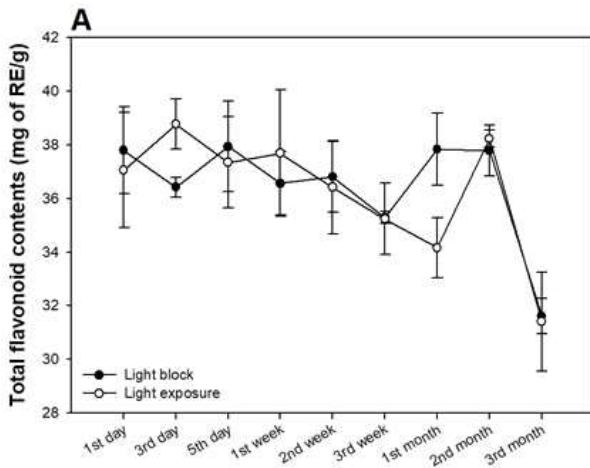 A
Total flavonoid contents (mg of RE/g)
42
40
38
36
34
32
30
28
Light block
Light exposure
1st day
3rd day
5th day
1st week
2nd week
3rd week
1st month
2nd month
3rd month